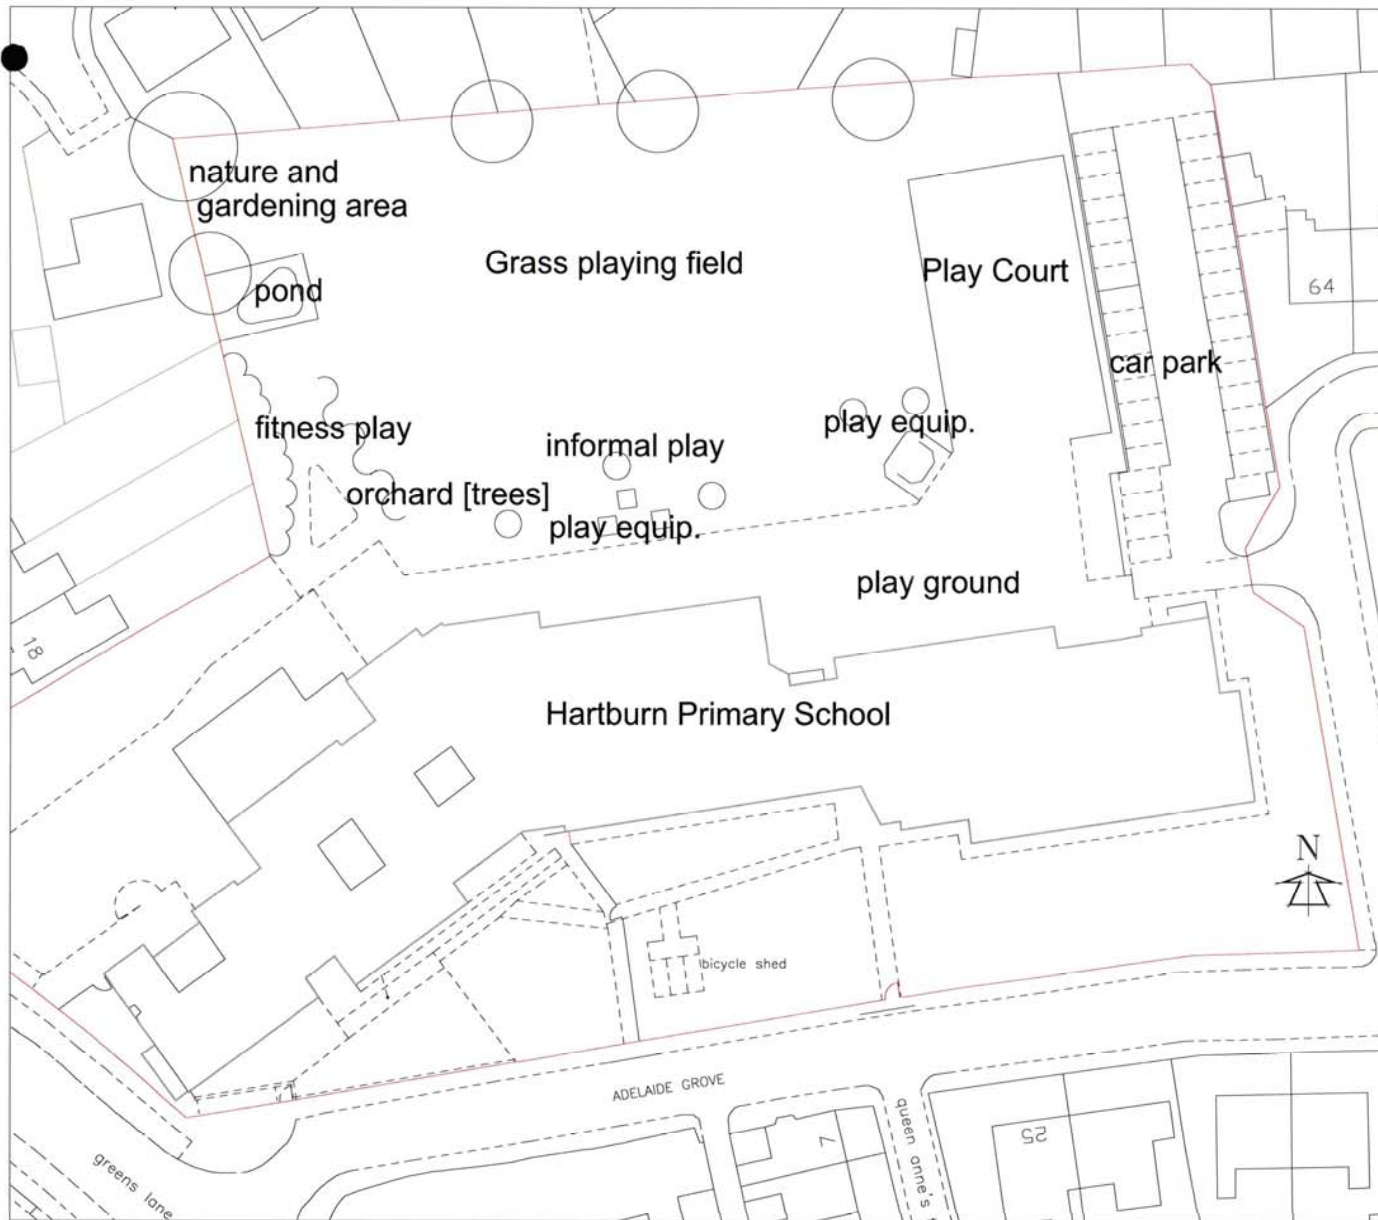 nature and
gardening area
Grass playing field
Play Court
pond
64
car park
fitness play
play equip.
informal play
orchard [trees]
play equip.
play ground
18
Hartburn Primary School
N
bicycle shed
ADELAIDE GROVE
queen anne's
7
25
greens lane